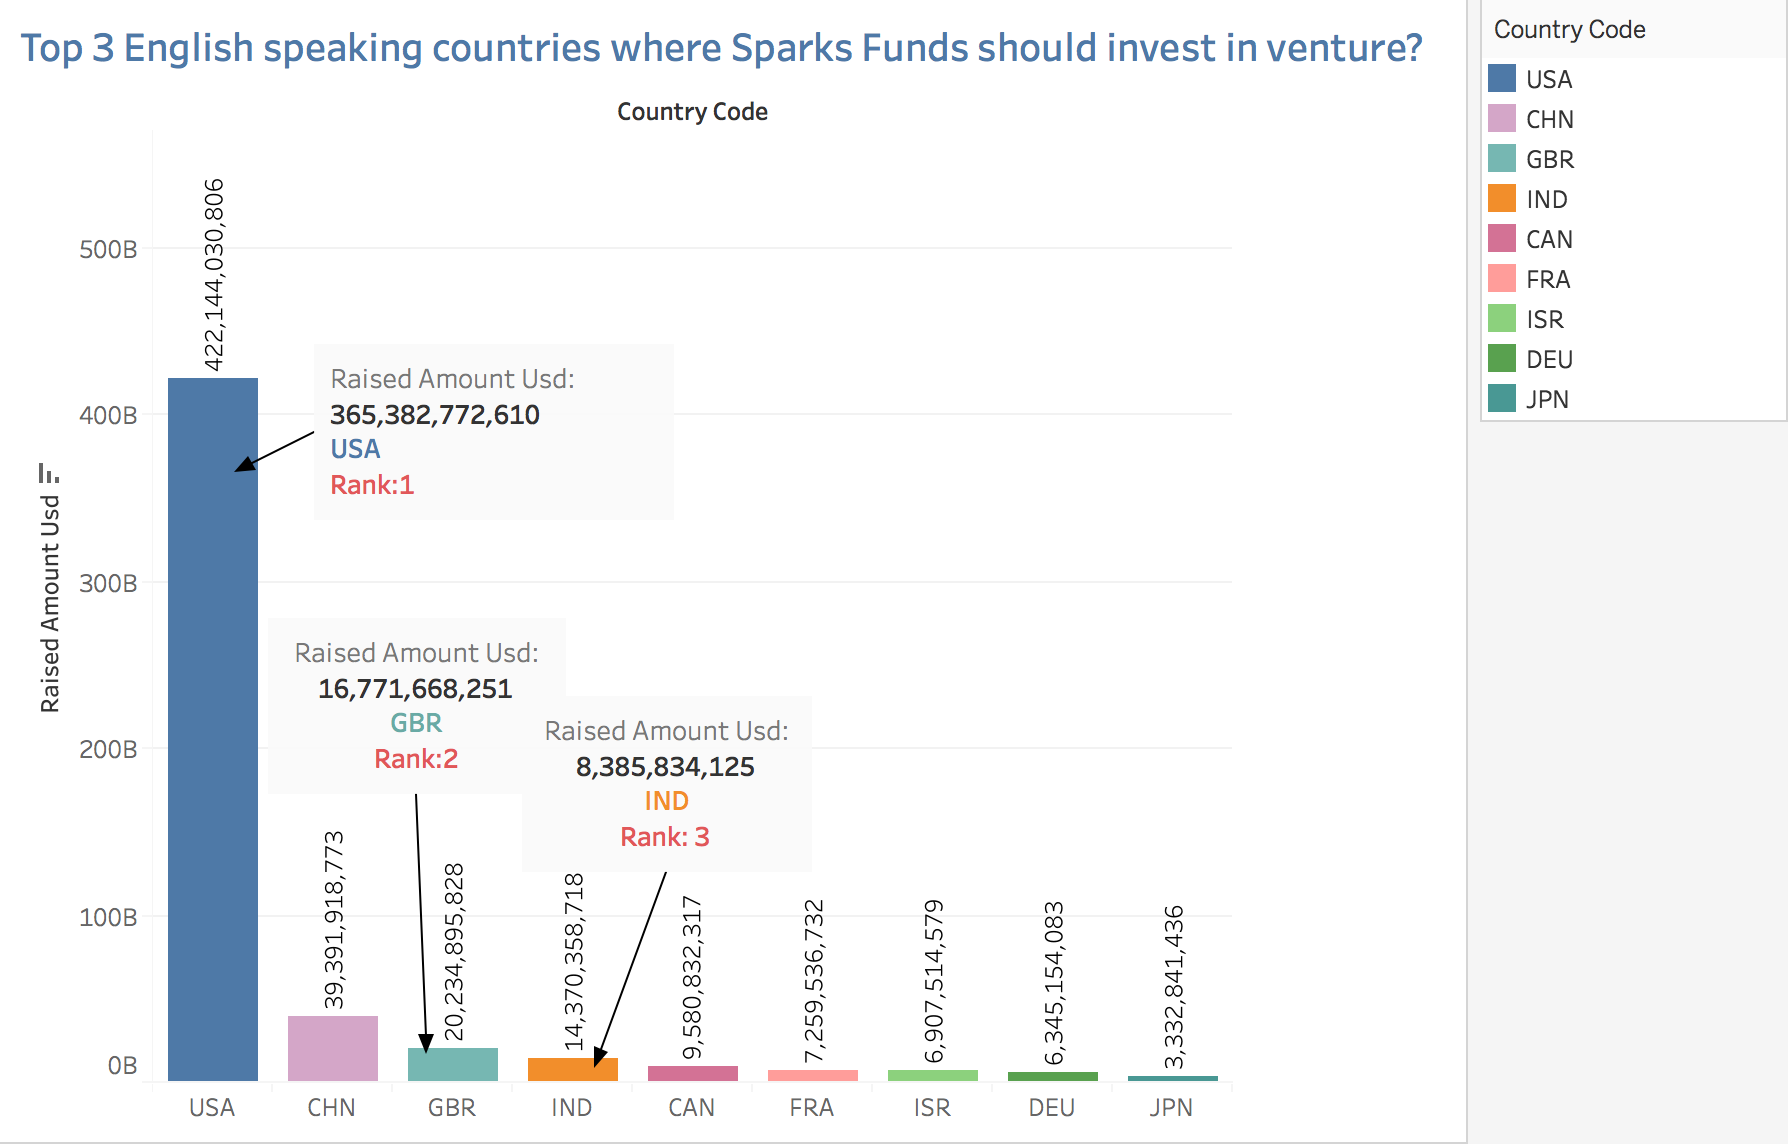 Top 3 English speaking countries where Sparks Funds should invest in venture?
Country Code
Raised Amount Usd
500B
400B
300B
200B
100B
0B
422,144,030,806
39,391,918,773
20,234,895,828
14,370,358,718
9,580,832,317
7,259,536,732
6,907,514,579
6,345,154,083
3,332,841,436
Raised Amount Usd:
365,382,772,610
USA
Rank:1
Raised Amount Usd:
16,771,668,251
GBR
Rank:2
Raised Amount Usd:
8,385,834,125
IND
Rank: 3
USA CHN GBR IND CAN FRA ISR DEU JPN
Country Code
USA
CHN
GBR
IND
CAN
FRA
ISR
DEU
JPN